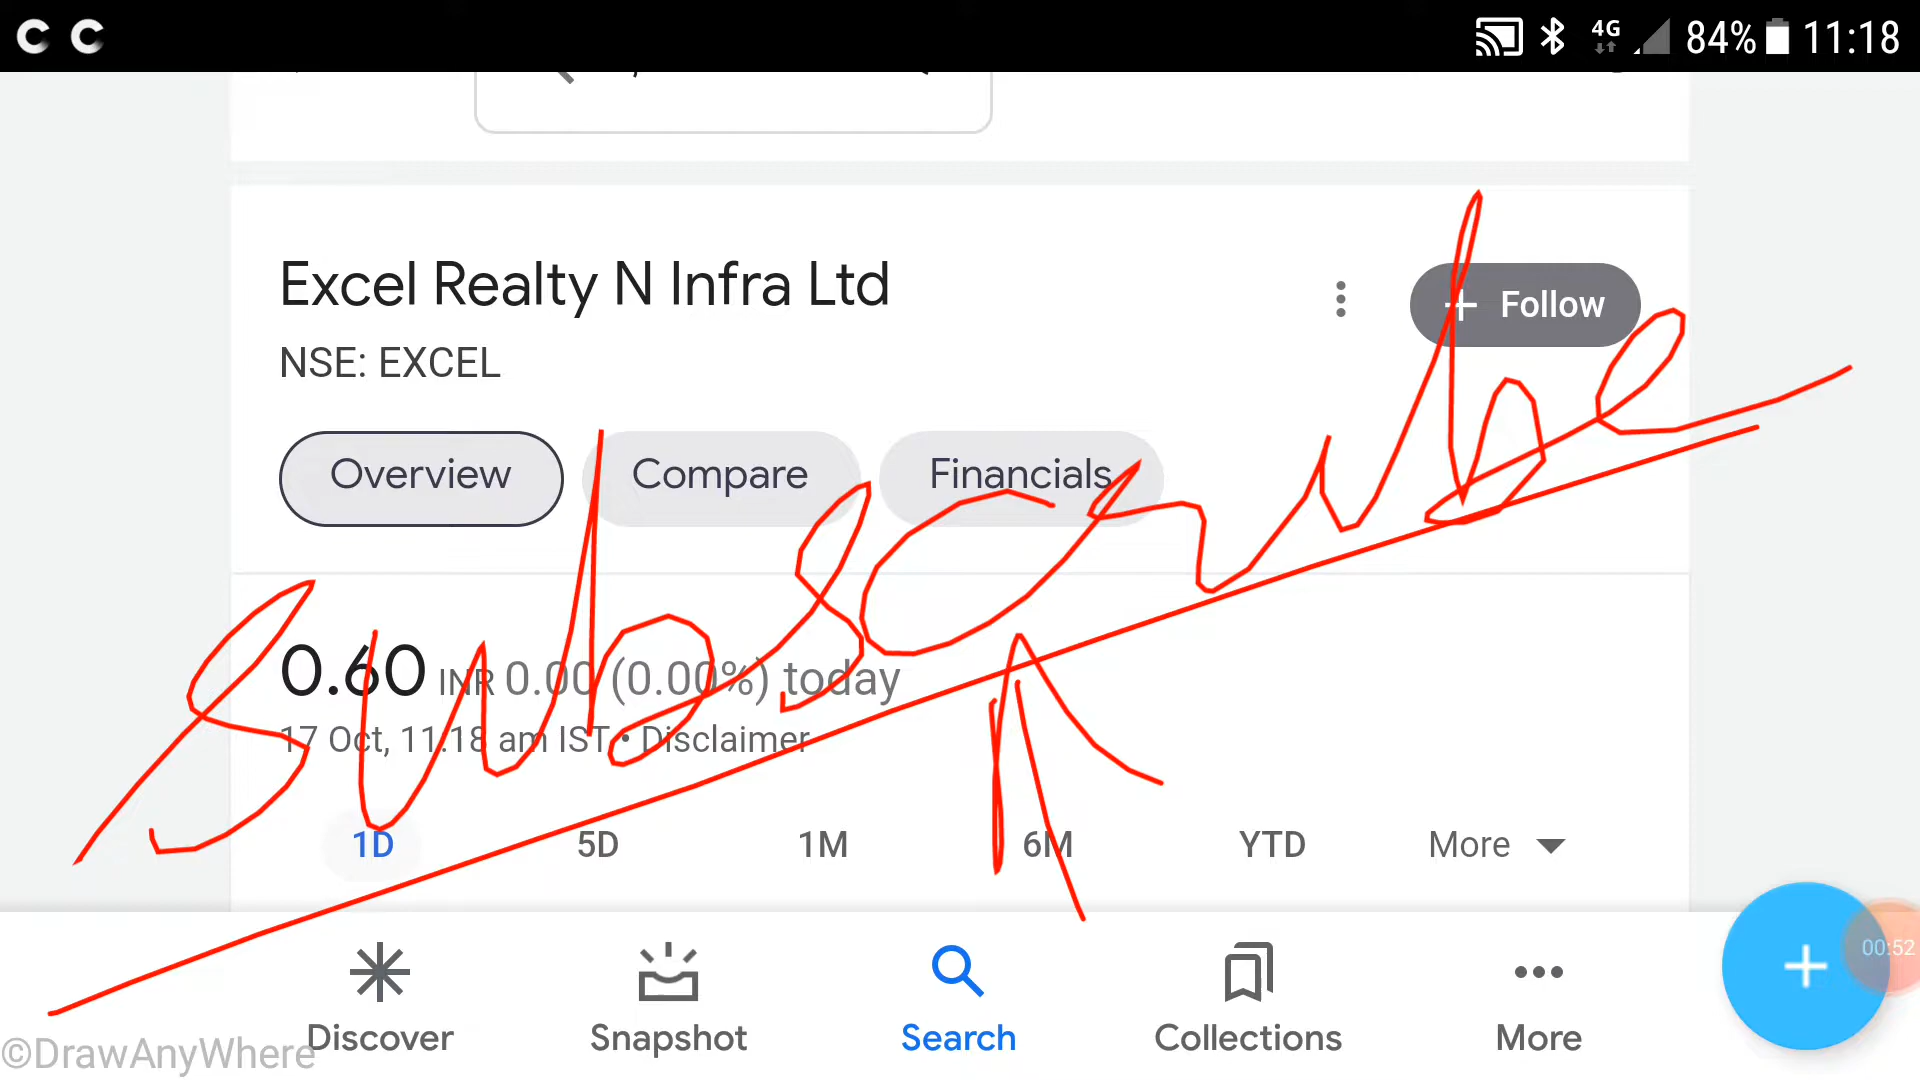 C C 4G 84% 11:18
Excel Realty N Infra Ltd
+ Follow
NSE: EXCEL
Overview Compare Financials
Subscribe
0.60 INR 0.00 (0.00%) today
17 Oct, 11:18 am IST • Disclaimer
1D 5D 1M 6M YTD More
00:52
Discover Snapshot Search Collections More
©DrawAnyWhere